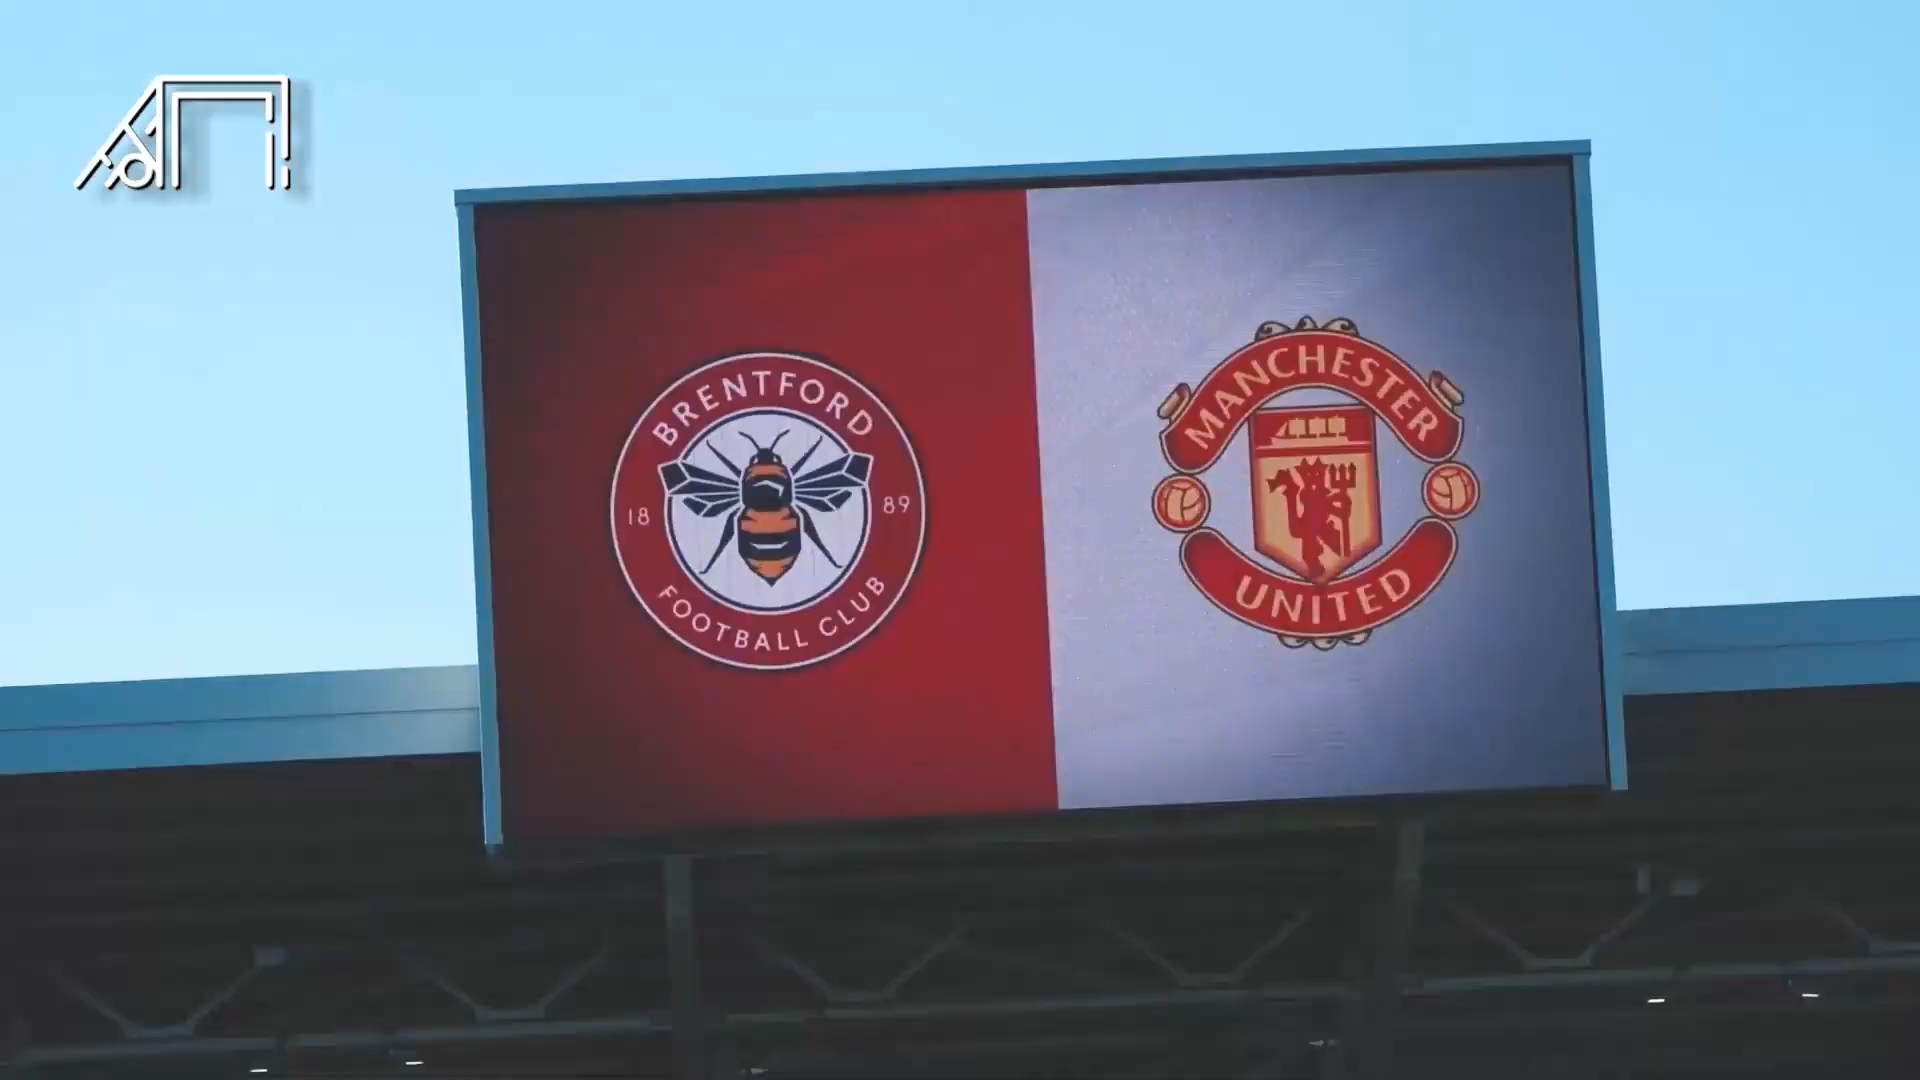 BRENTFORD
18 89
FOOTBALL CLUB
MANCHESTER
UNITED